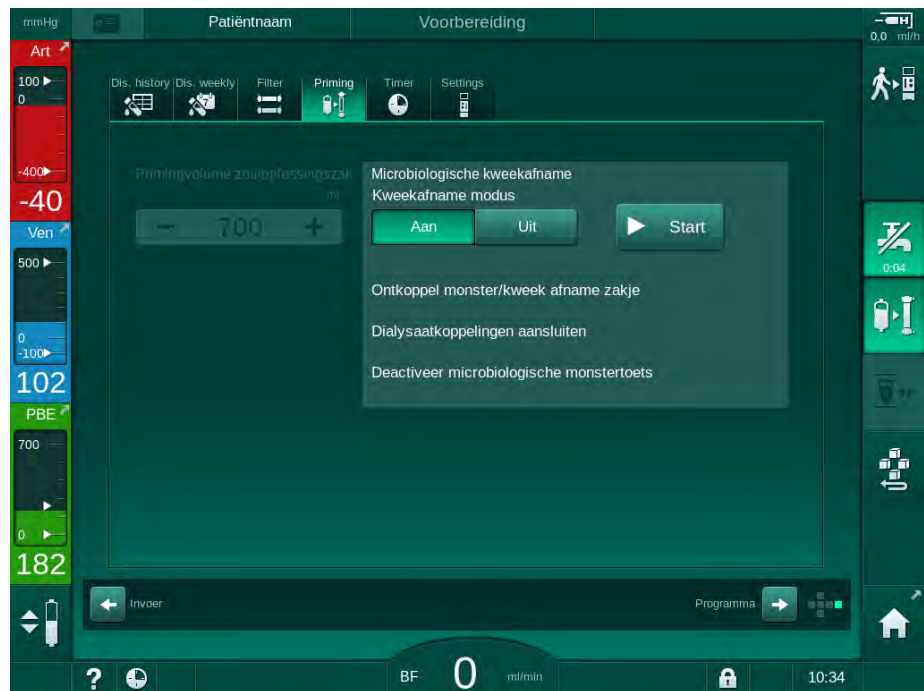 mmHg
Patiëntnaam
Voorbereiding
0,0 ml/h
Art
100
0
-400
-40
Ven
500
0
-100
102
PBE
700
0
182
Dis. history
Dis. weekly
Filter
Priming
Timer
Settings
7
Primingvolume zoutoplossingszak
ml
− 700 +
Microbiologische kweekafname
Kweekafname modus
Aan
Uit
Start
Ontkoppel monster/kweek afname zakje
Dialysaatkoppelingen aansluiten
Deactiveer microbiologische monstertoets
0:04
Invoer
Programma
?
BF 0 ml/min
10:34